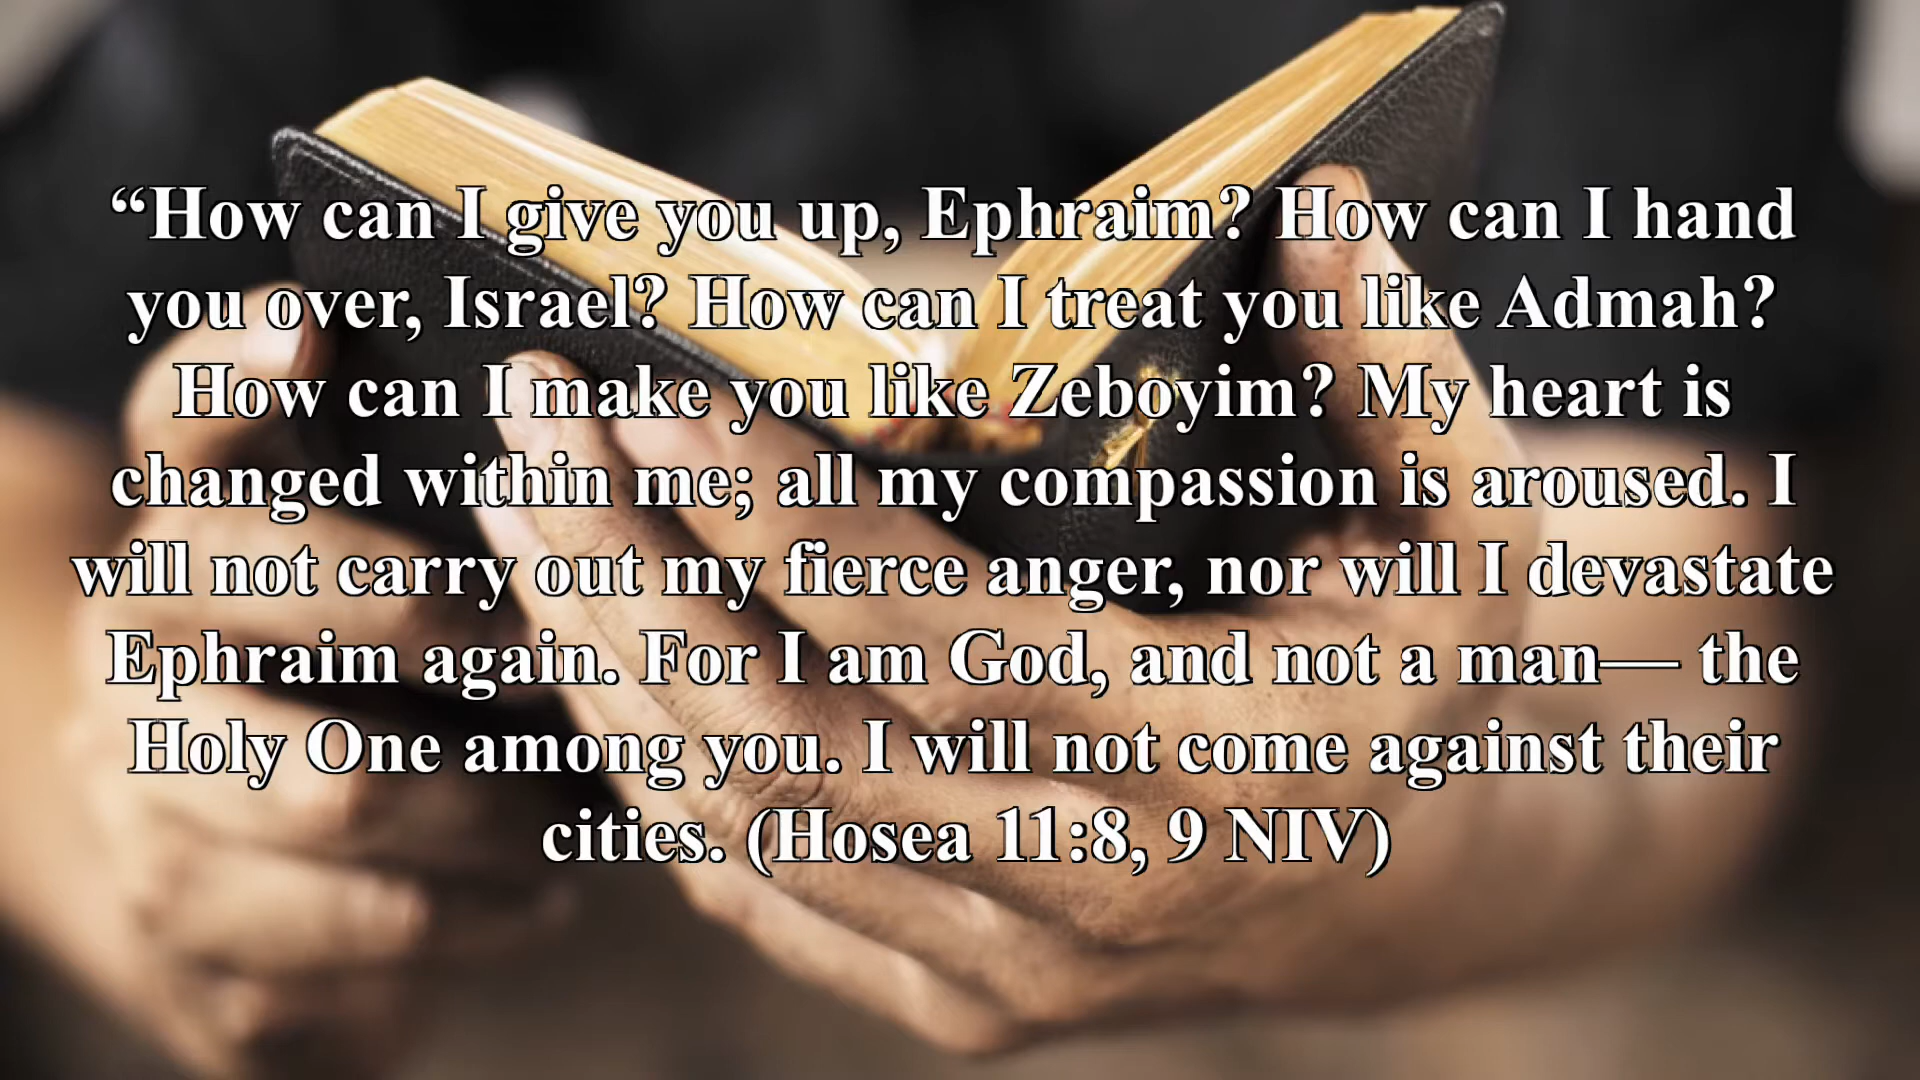 “How can I give you up, Ephraim? How can I hand
you over, Israel? How can I treat you like Admah?
How can I make you like Zeboyim? My heart is
changed within me; all my compassion is aroused. I
will not carry out my fierce anger, nor will I devastate
Ephraim again. For I am God, and not a man— the
Holy One among you. I will not come against their
cities. (Hosea 11:8, 9 NIV)